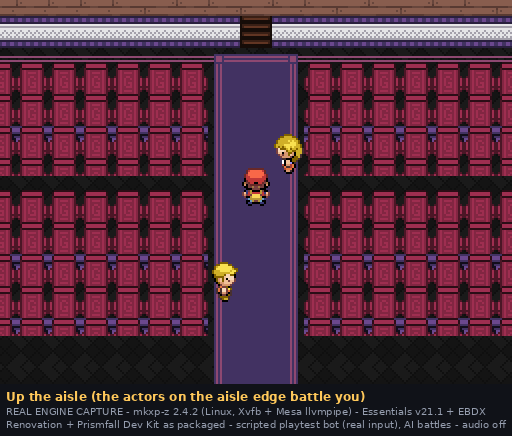 Up the aisle (the actors on the aisle edge battle you)
REAL ENGINE CAPTURE - mkxp-z 2.4.2 (Linux, Xvfb + Mesa llvmpipe) - Essentials v21.1 + EBDX
Renovation + Prismfall Dev Kit as packaged - scripted playtest bot (real input), AI battles - audio off